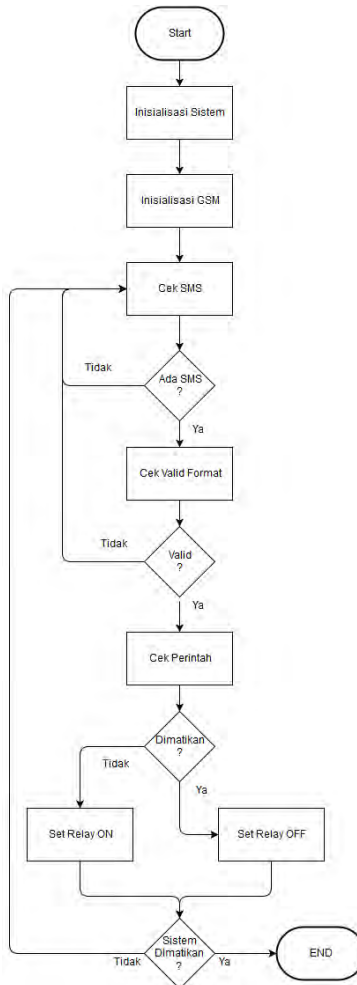 Start
Inisialisasi Sistem
Inisialisasi GSM
Cek SMS
Tidak
Ada SMS
?
Ya
Cek Valid Format
Tidak
Valid
?
Ya
Cek Perintah
Dimatikan
?
Tidak
Ya
Set Relay ON
Set Relay OFF
Sistem
Dimatikan
?
Tidak
Ya
END